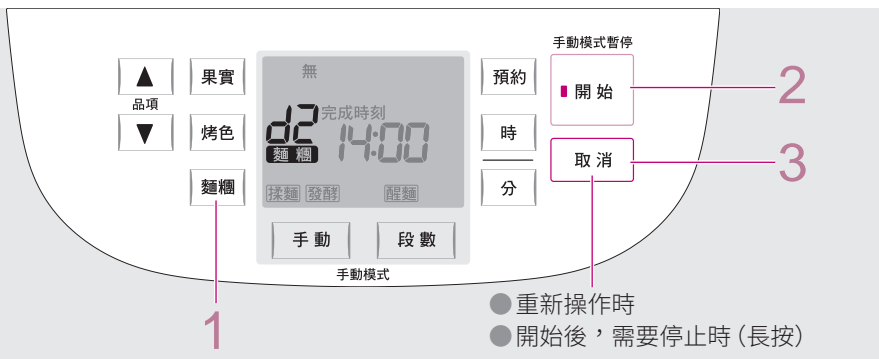 手動模式暫停
▲
品項
▼
果實
烤色
麵糰
無
d2
完成時刻
14:00
麵糰
揉麵 發酵 醒麵
手動
段數
手動模式
預約
時
分
開始
取消
1
2
3
●重新操作時
●開始後，需要停止時（長按）